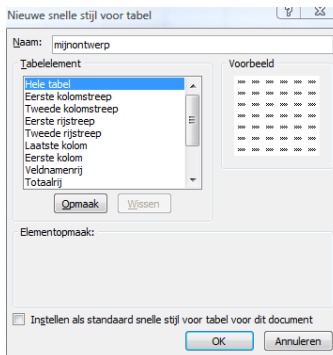 Nieuwe snelle stijl voor tabel
Naam: mijnontwerp
Tabelelement
Voorbeeld
Hele tabel
Eerste kolomstreep
Tweede kolomstreep
Eerste rijstreep
Tweede rijstreep
Laatste kolom
Eerste kolom
Veldnamenrij
Totaalrij
Opmaak Wissen
Elementopmaak:
Instellen als standaard snelle stijl voor tabel voor dit document
OK Annuleren